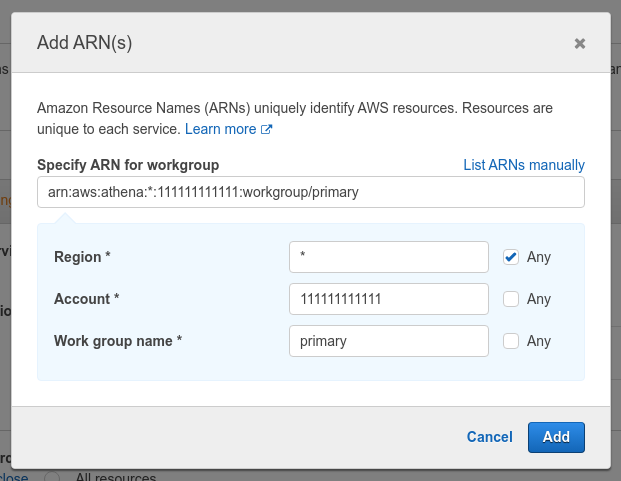 Add ARN(s)
Amazon Resource Names (ARNs) uniquely identify AWS resources. Resources are
unique to each service. Learn more
Specify ARN for workgroup
List ARNs manually
arn:aws:athena:*:111111111111:workgroup/primary
Region *
*
Any
Account *
111111111111
Any
Work group name *
primary
Any
Cancel
Add
close
All resources